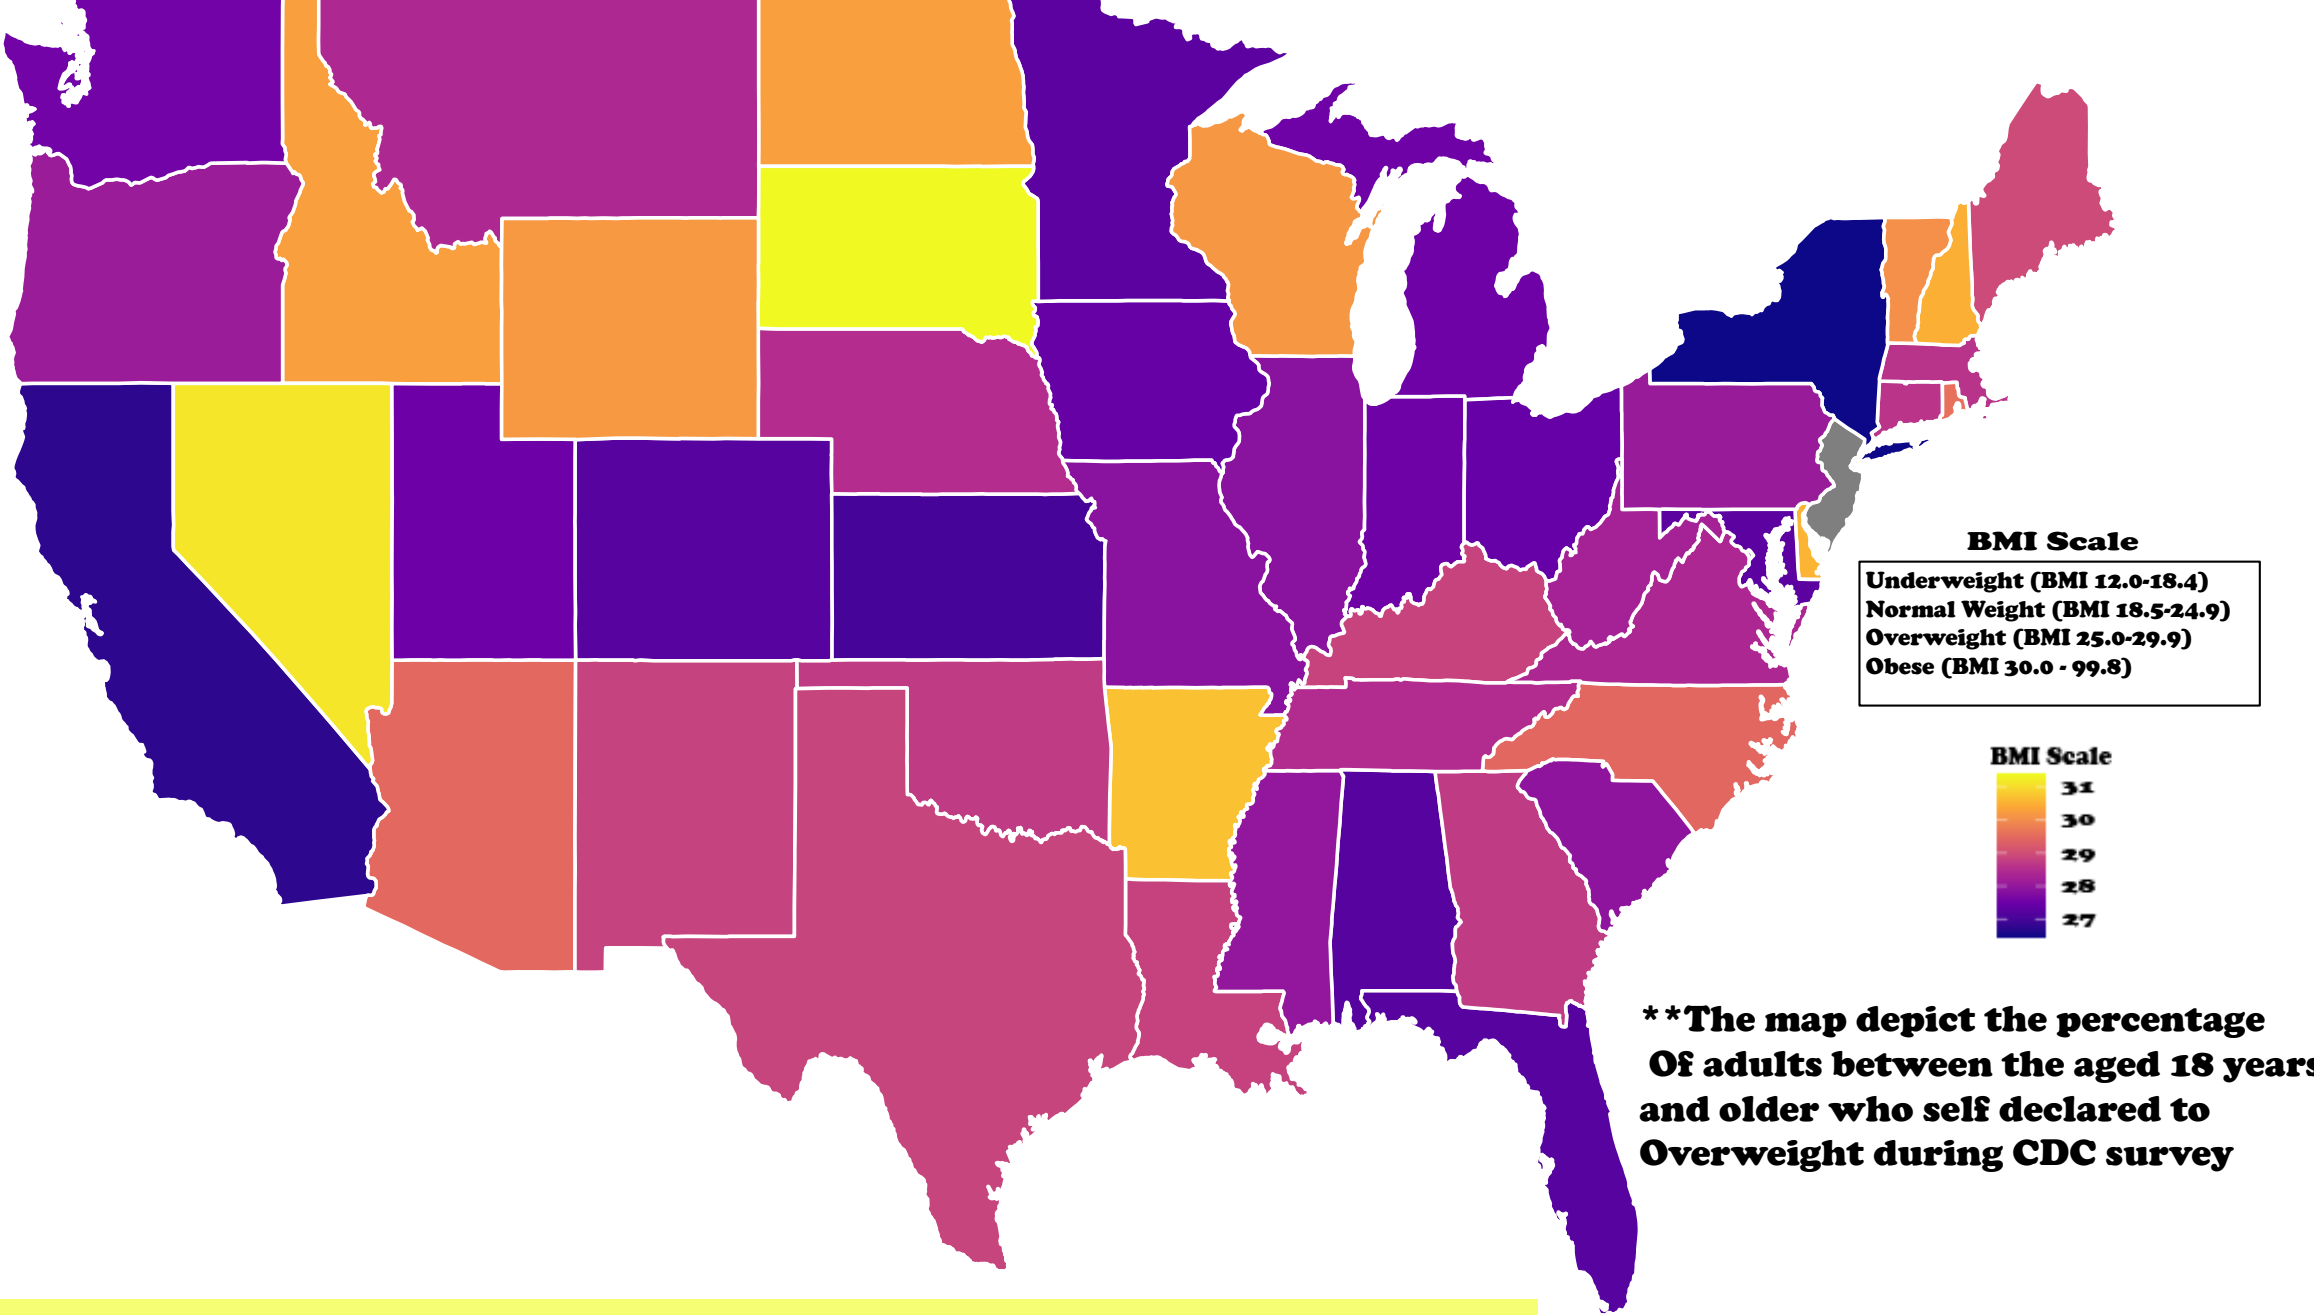 BMI Scale
Underweight (BMI 12.0-18.4)
Normal Weight (BMI 18.5-24.9)
Overweight (BMI 25.0-29.9)
Obese (BMI 30.0 - 99.8)
BMI Scale
31
30
29
28
27
**The map depict the percentage
Of adults between the aged 18 years
and older who self declared to
Overweight during CDC survey